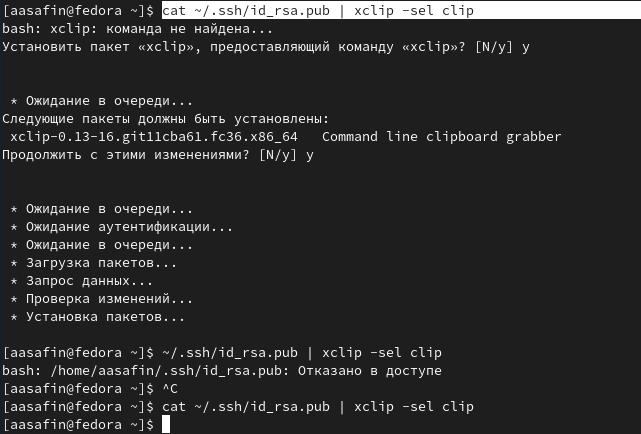 [aasafin@fedora ~]$ cat ~/.ssh/id_rsa.pub | xclip -sel clip
bash: xclip: команда не найдена...
Установить пакет «xclip», предоставляющий команду «xclip»? [N/y] y
* Ожидание в очереди...
Следующие пакеты должны быть установлены:
xclip-0.13-16.git11cba61.fc36.x86_64   Command line clipboard grabber
Продолжить с этими изменениями? [N/y] y
* Ожидание в очереди...
* Ожидание аутентификации...
* Ожидание в очереди...
* Загрузка пакетов...
* Запрос данных...
* Проверка изменений...
* Установка пакетов...
[aasafin@fedora ~]$ ~/.ssh/id_rsa.pub | xclip -sel clip
bash: /home/aasafin/.ssh/id_rsa.pub: Отказано в доступе
[aasafin@fedora ~]$ ^C
[aasafin@fedora ~]$ cat ~/.ssh/id_rsa.pub | xclip -sel clip
[aasafin@fedora ~]$